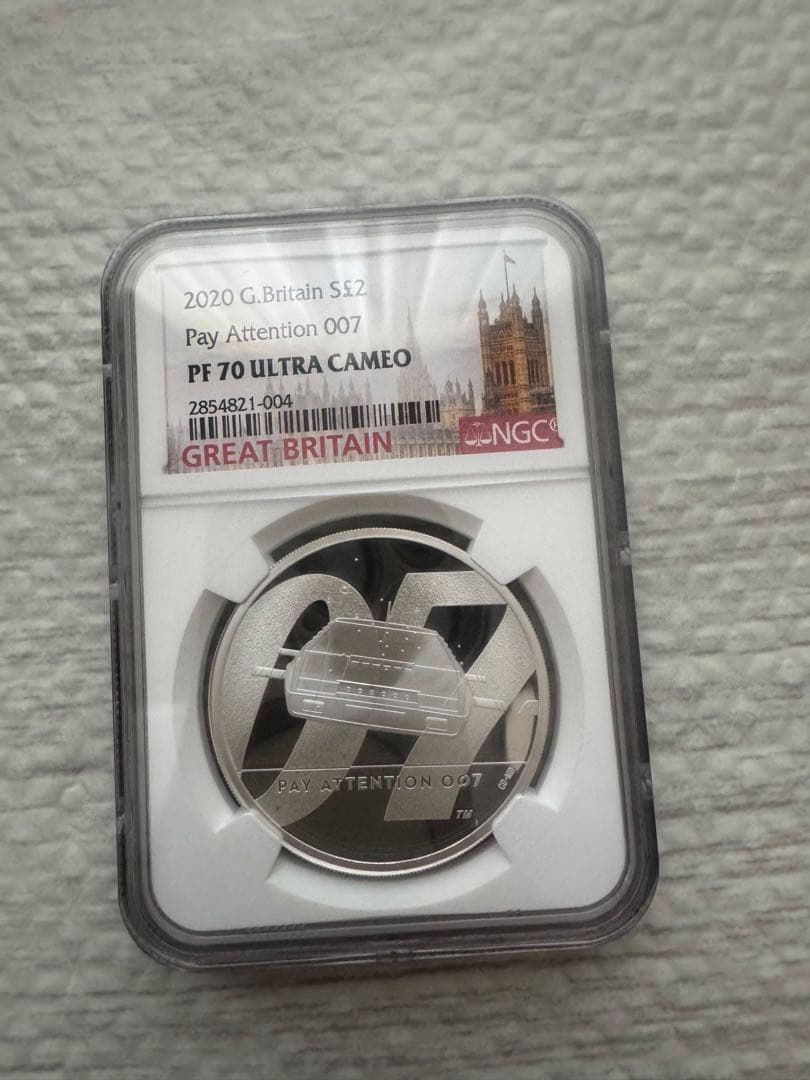 2020 G.Britain S£2
Pay Attention 007
PF 70 ULTRA CAMEO
2854821-004
GREAT BRITAIN
NGC®
007
PAY ATTENTION 007
TM